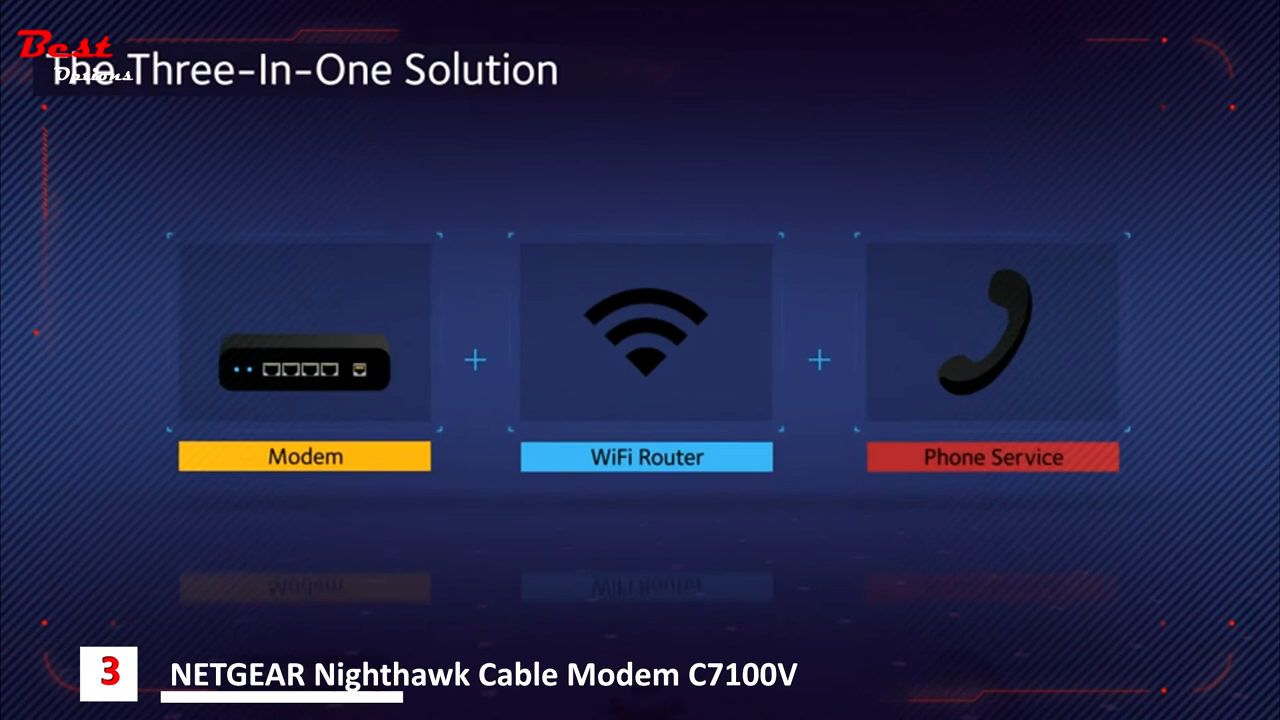 Best
Options
The Three-In-One Solution
Modem
WiFi Router
Phone Service
3
NETGEAR Nighthawk Cable Modem C7100V